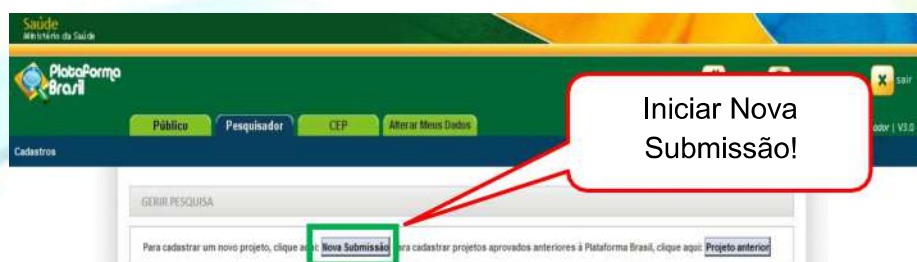 Saúde
Ministério da Saúde
Plataforma
Brasil
sair
Público Pesquisador CEP Alterar Meus Dados
Iniciar Nova
Submissão!
ador | V3.0
Cadastros
GERIR PESQUISA
Para cadastrar um novo projeto, clique aqui: Nova Submissão Para cadastrar projetos aprovados anteriores à Plataforma Brasil, clique aqui: Projeto anterior